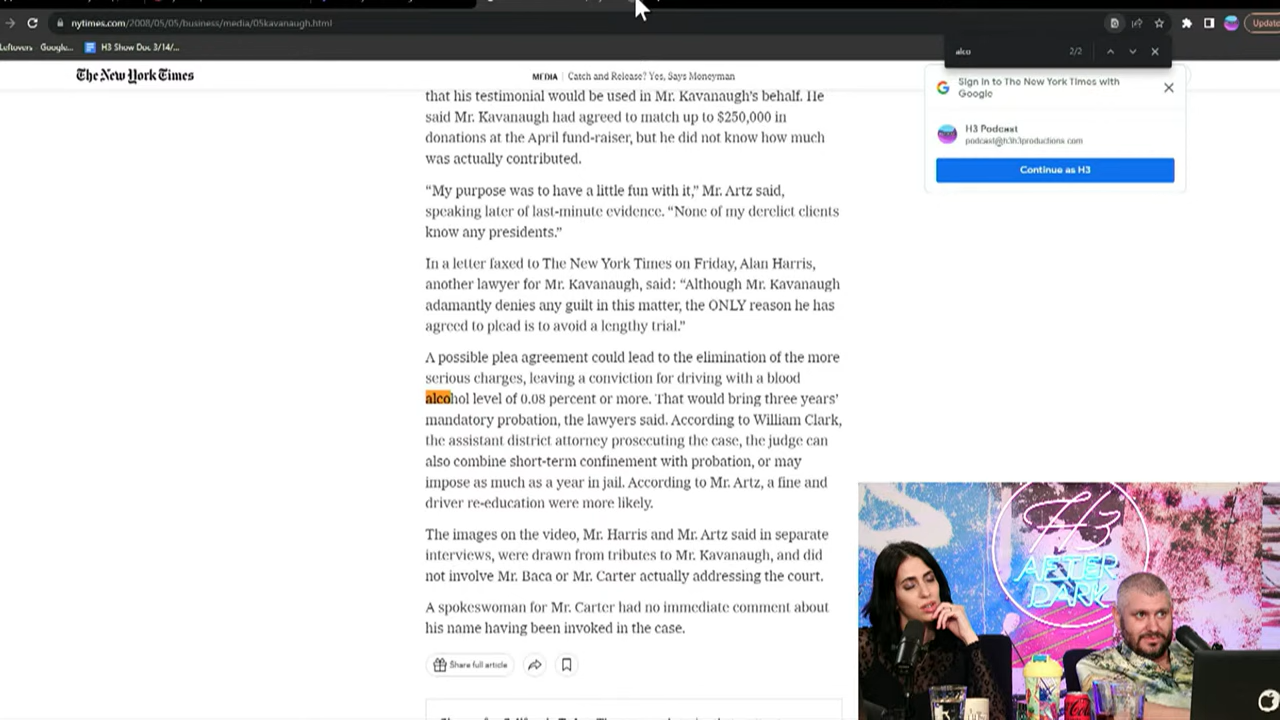 nytimes.com/2008/05/05/business/media/05kavanaugh.html
Update
Leftovers
Google...
H3 Show Doc 3/14/...
alco
2/2
The New York Times
MEDIA | Catch and Release? Yes, Says Moneyman
Sign in to The New York Times with
Google
H3 Podcast
podcast@h3h3productions.com
Continue as H3
that his testimonial would be used in Mr. Kavanaugh's behalf. He
said Mr. Kavanaugh had agreed to match up to $250,000 in
donations at the April fund-raiser, but he did not know how much
was actually contributed.
“My purpose was to have a little fun with it,” Mr. Artz said,
speaking later of last-minute evidence. “None of my derelict clients
know any presidents.”
In a letter faxed to The New York Times on Friday, Alan Harris,
another lawyer for Mr. Kavanaugh, said: “Although Mr. Kavanaugh
adamantly denies any guilt in this matter, the ONLY reason he has
agreed to plead is to avoid a lengthy trial.”
A possible plea agreement could lead to the elimination of the more
serious charges, leaving a conviction for driving with a blood
alcohol level of 0.08 percent or more. That would bring three years’
mandatory probation, the lawyers said. According to William Clark,
the assistant district attorney prosecuting the case, the judge can
also combine short-term confinement with probation, or may
impose as much as a year in jail. According to Mr. Artz, a fine and
driver re-education were more likely.
The images on the video, Mr. Harris and Mr. Artz said in separate
interviews, were drawn from tributes to Mr. Kavanaugh, and did
not involve Mr. Baca or Mr. Carter actually addressing the court.
A spokeswoman for Mr. Carter had no immediate comment about
his name having been invoked in the case.
Share full article
H3
AFTER
DARK